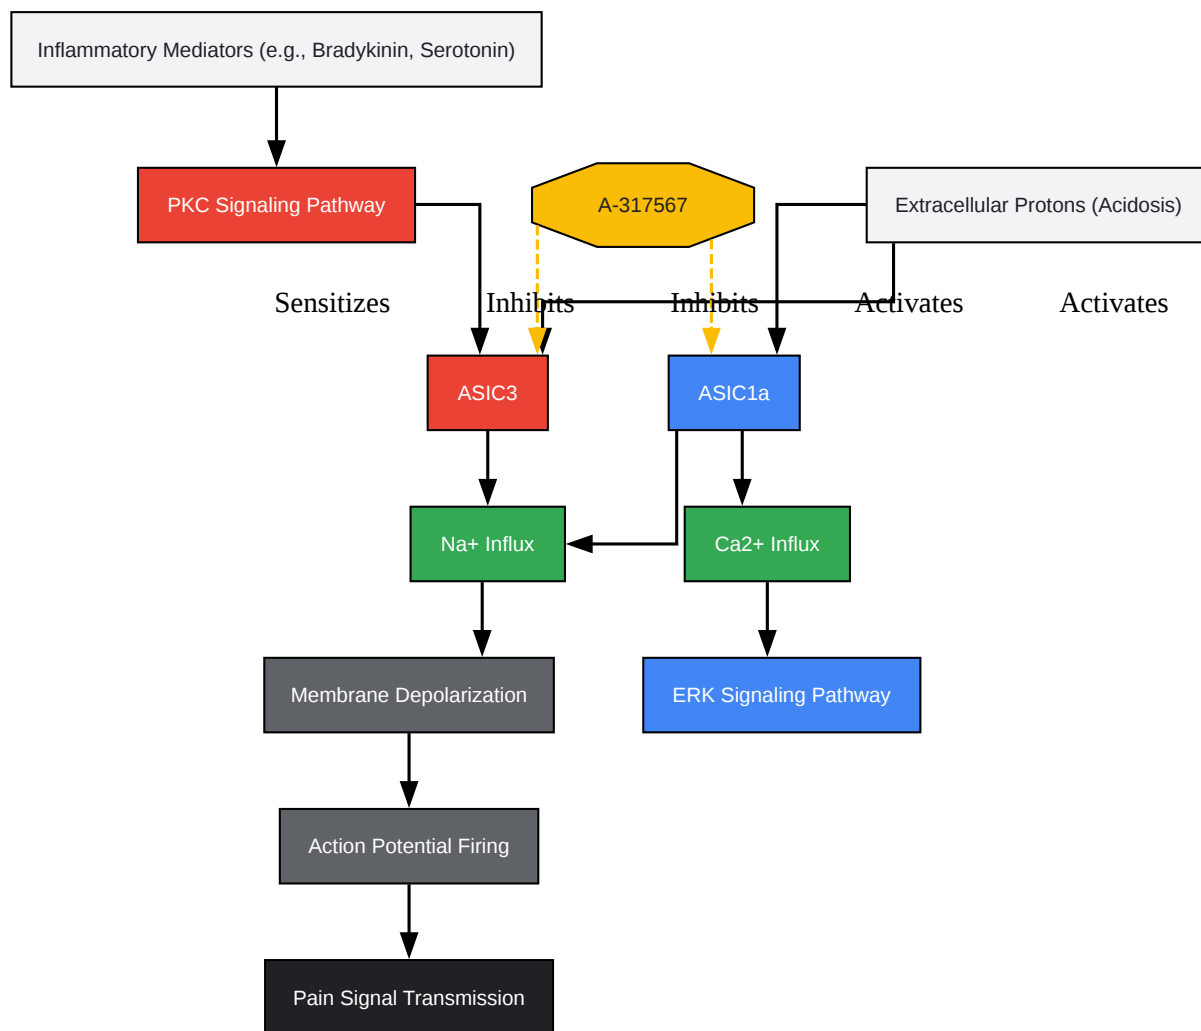 Inflammatory Mediators (e.g., Bradykinin, Serotonin)
PKC Signaling Pathway
A-317567
Extracellular Protons (Acidosis)
Sensitizes
Inhibits
Inhibits
Activates
Activates
ASIC3
ASIC1a
Na+ Influx
Ca2+ Influx
Membrane Depolarization
ERK Signaling Pathway
Action Potential Firing
Pain Signal Transmission